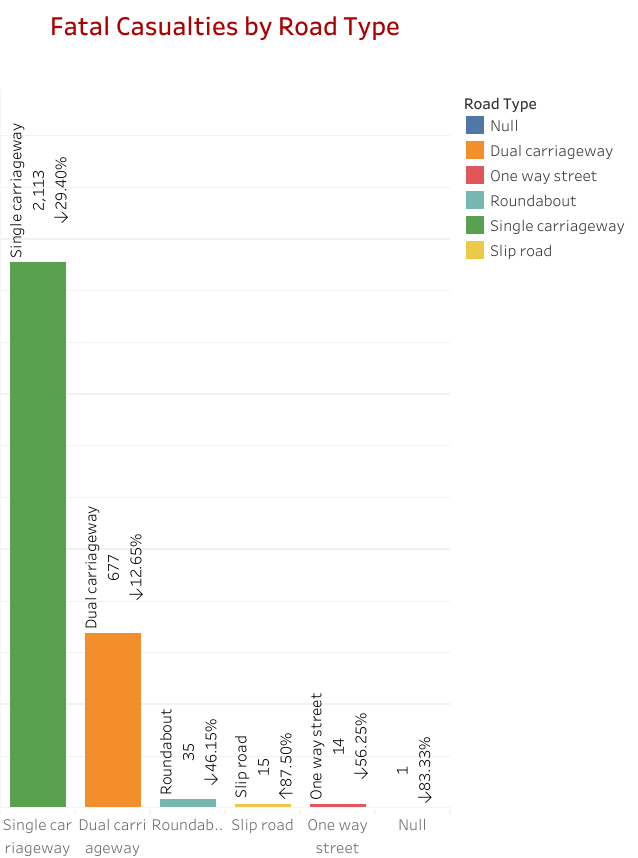 Fatal Casualties by Road Type
Road Type
Null
Dual carriageway
One way street
Roundabout
Single carriageway
Slip road
Single carriageway
2,113
↓29.40%
Dual carriageway
677
↓12.65%
Roundabout
35
↓46.15%
Slip road
15
↑87.50%
One way street
14
↓56.25%
1
↓83.33%
Single car
riageway
Dual carri
ageway
Roundab..
Slip road
One way
street
Null